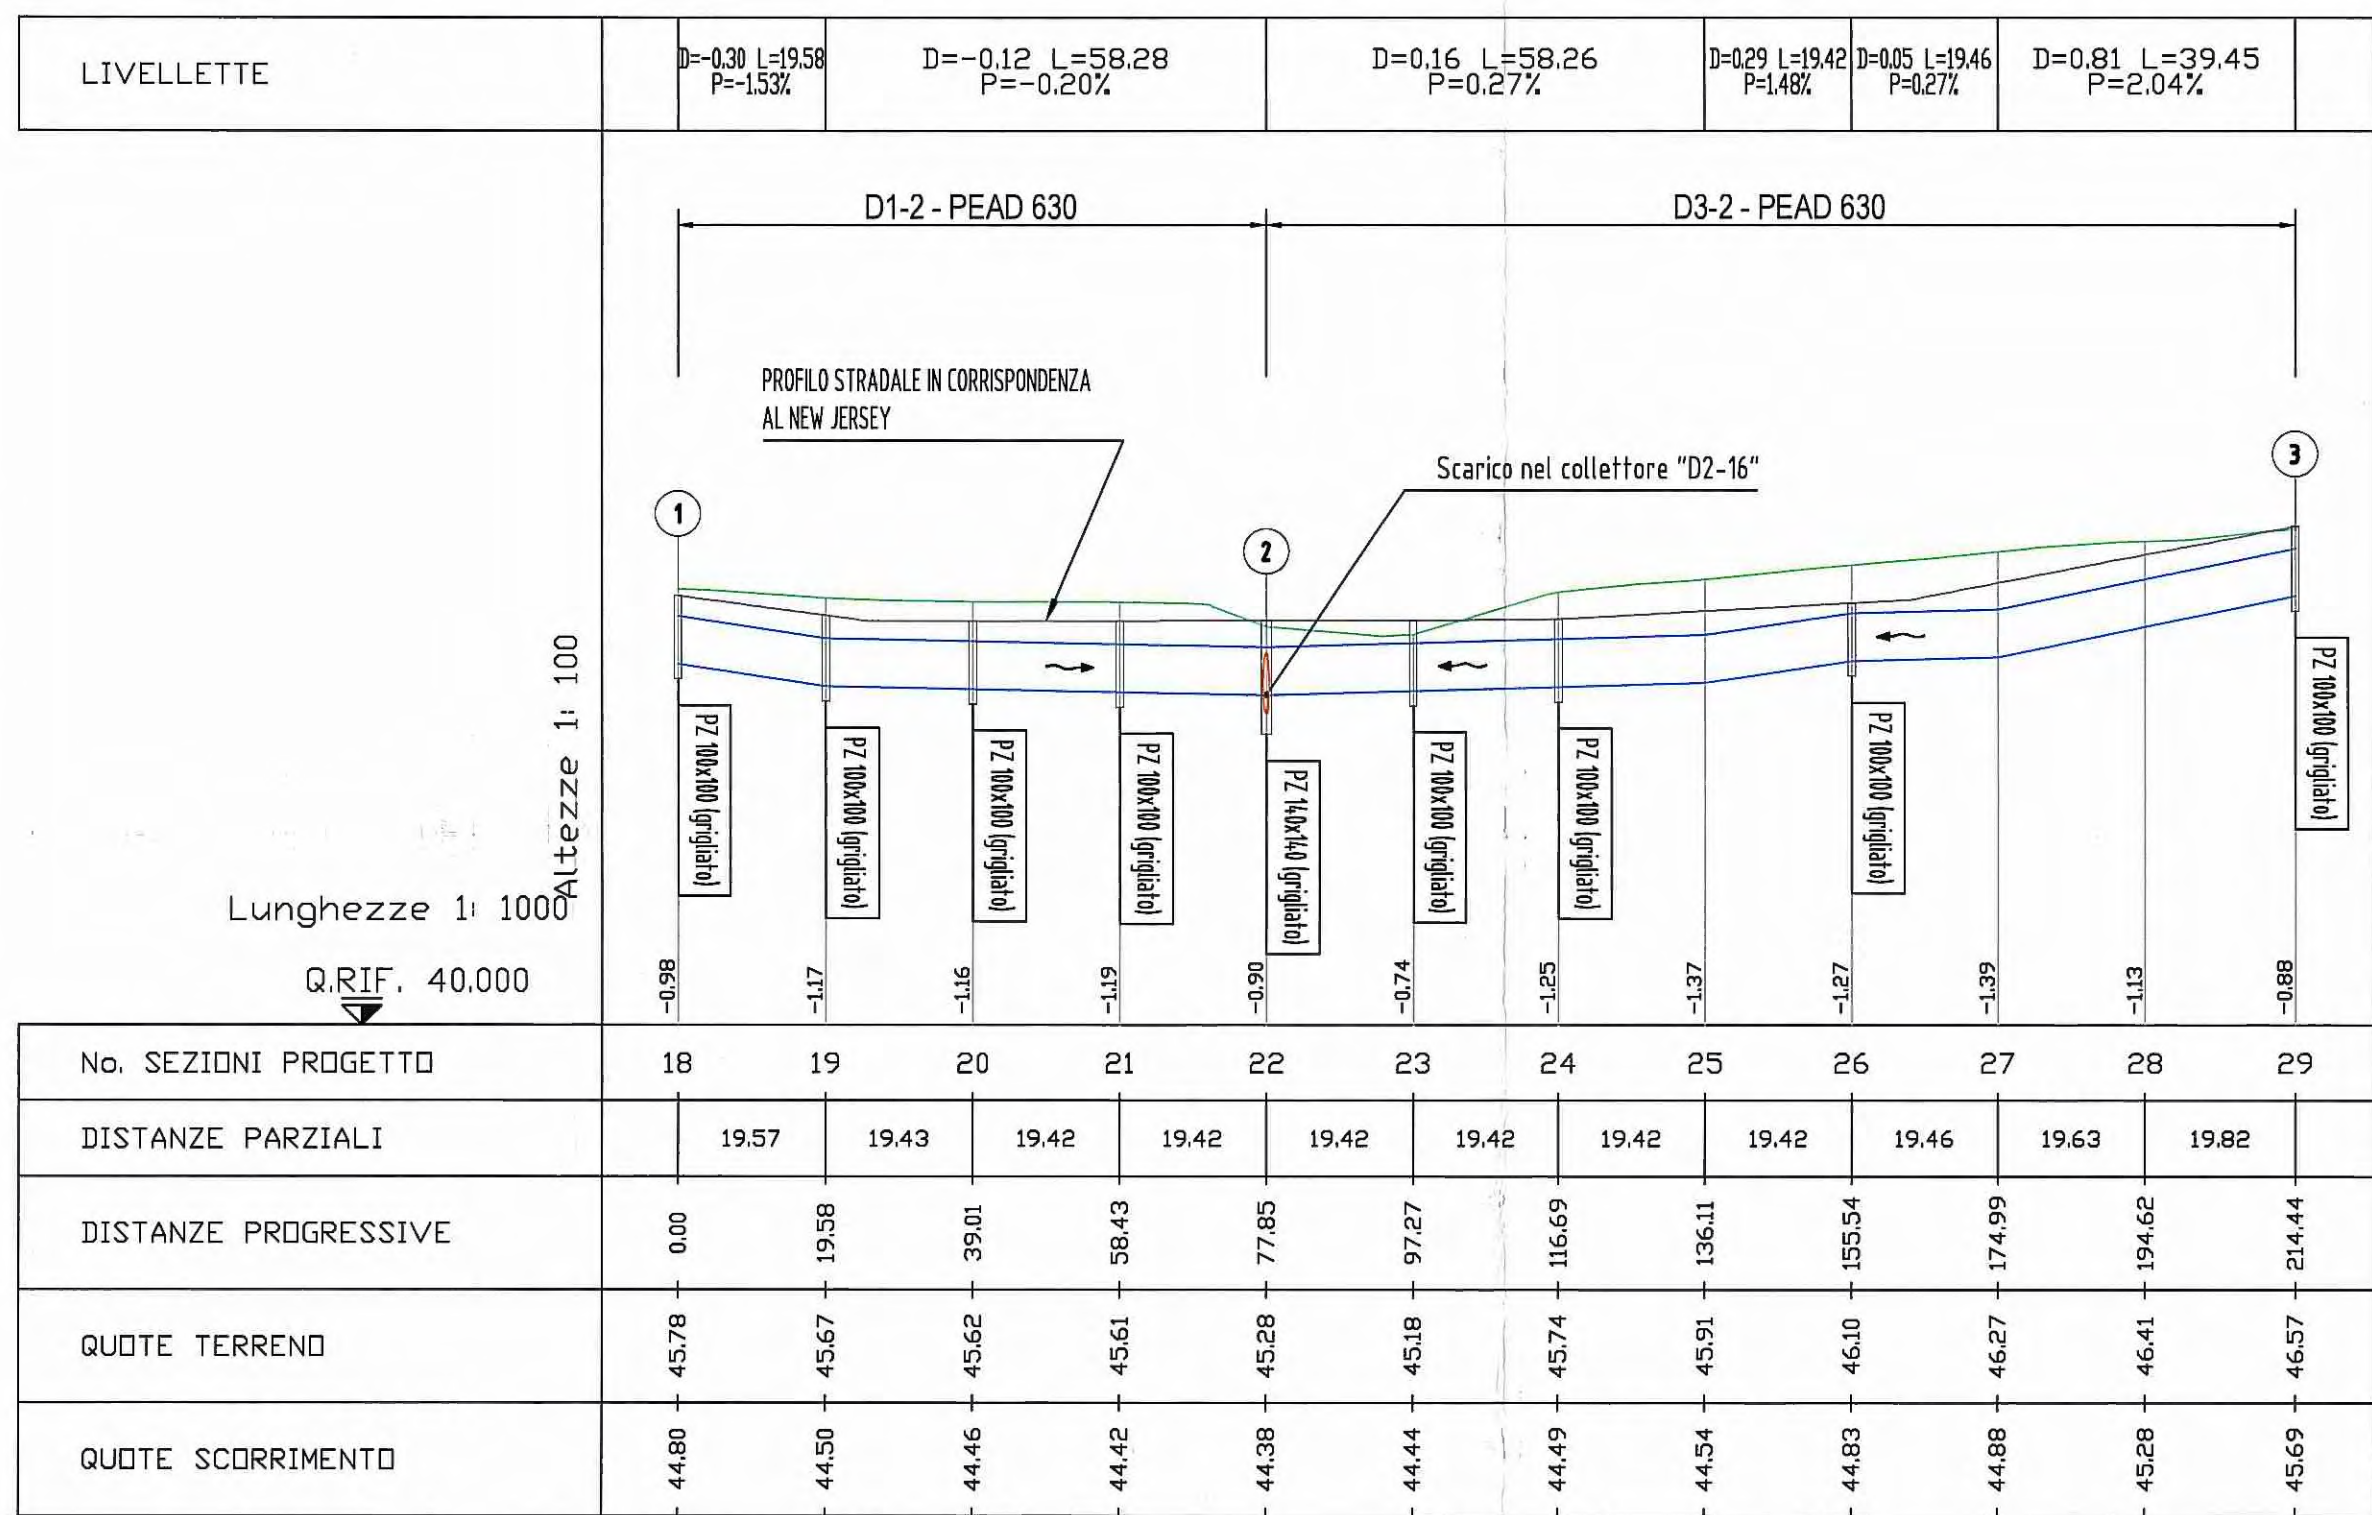 LIVELLETTE
D=-0.30 L=19.58
P=-1.53%
D=-0.12 L=58.28
P=-0.20%
D=0.16 L=58.26
P=0.27%
D=0.29 L=19.42
P=1.48%
D=0.05 L=19.46
P=0.27%
D=0.81 L=39.45
P=2.04%
D1-2 - PEAD 630
D3-2 - PEAD 630
PROFILO STRADALE IN CORRISPONDENZA
AL NEW JERSEY
Scarico nel collettore "D2-16"
1
2
3
PZ 100x100 (grigliato)
PZ 100x100 (grigliato)
PZ 100x100 (grigliato)
PZ 100x100 (grigliato)
PZ 140x140 (grigliato)
PZ 100x100 (grigliato)
PZ 100x100 (grigliato)
PZ 100x100 (grigliato)
PZ 100x100 (grigliato)
Altezze 1: 100
Lunghezze 1: 1000
Q.RIF. 40.000
-0.98 -1.17 -1.16 -1.19 -0.90 -0.74 -1.25 -1.37 -1.27 -1.39 -1.13 -0.88
No. SEZIONI PROGETTO 18 19 20 21 22 23 24 25 26 27 28 29
DISTANZE PARZIALI 19.57 19.43 19.42 19.42 19.42 19.42 19.42 19.42 19.46 19.63 19.82
DISTANZE PROGRESSIVE 0.00 19.58 39.01 58.43 77.85 97.27 116.69 136.11 155.54 174.99 194.62 214.44
QUOTE TERRENO 45.78 45.67 45.62 45.61 45.28 45.18 45.74 45.91 46.10 46.27 46.41 46.57
QUOTE SCORRIMENTO 44.80 44.50 44.46 44.42 44.38 44.44 44.49 44.54 44.83 44.88 45.28 45.69